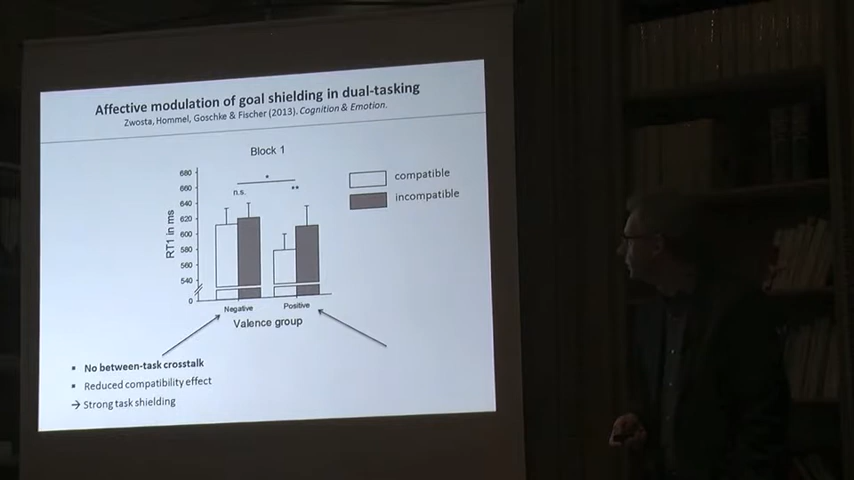 Affective modulation of goal shielding in dual-tasking
Zwosta, Hommel, Goschke & Fischer (2013). Cognition & Emotion.
Block 1
compatible
incompatible
RT1 in ms
680
660
640
620
600
580
560
540
0
n.s.
*
**
Negative
Positive
Valence group
▪ No between-task crosstalk
▪ Reduced compatibility effect
→ Strong task shielding